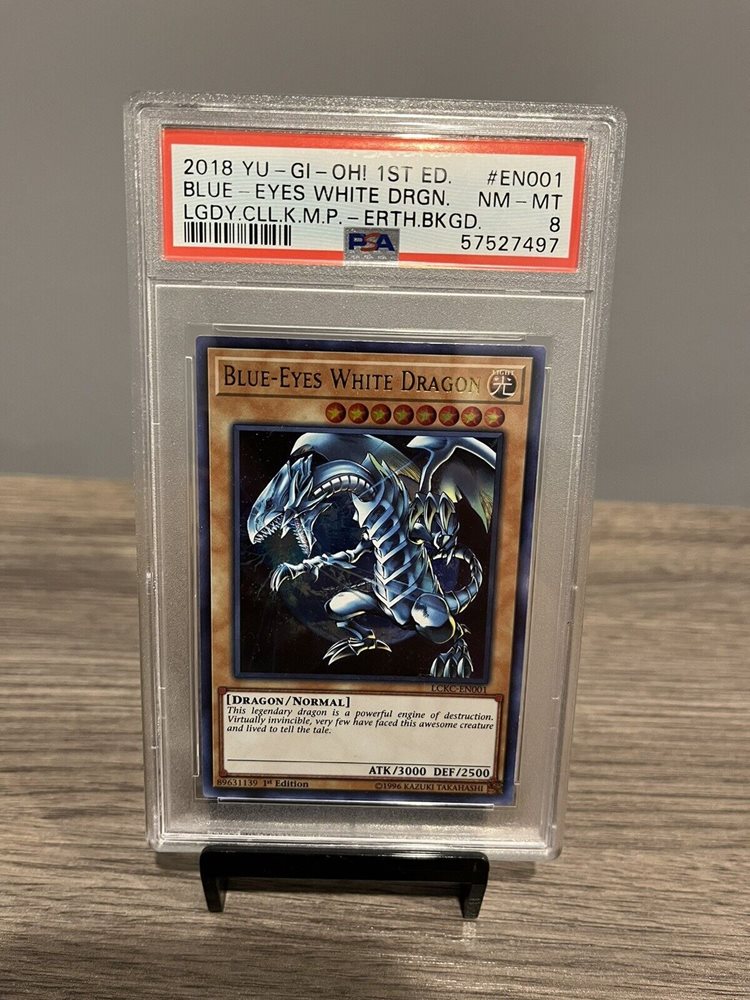 2018 YU-GI-OH! 1ST ED. #EN001
BLUE-EYES WHITE DRGN. NM-MT
LGDY.CLL.K.M.P.-ERTH.BKGD. 8
PSA 57527497
BLUE-EYES WHITE DRAGON
LIGHT
光
LCKC-EN001
[DRAGON/NORMAL]
This legendary dragon is a powerful engine of destruction.
Virtually invincible, very few have faced this awesome creature
and lived to tell the tale.
ATK/3000 DEF/2500
89631139 1st Edition ©1996 KAZUKI TAKAHASHI